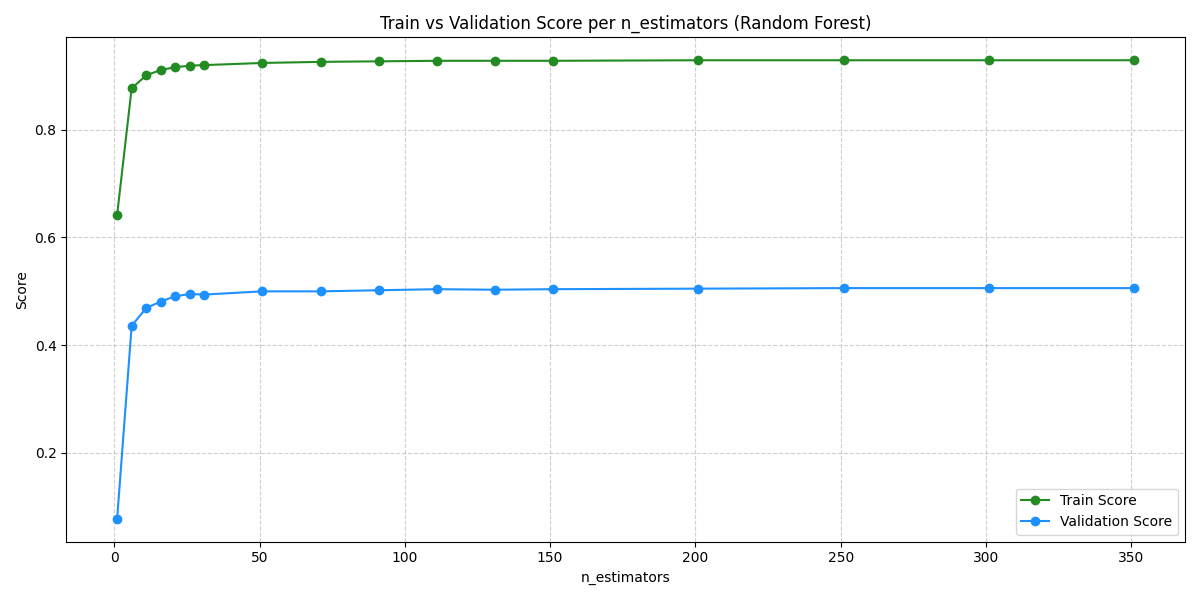 Train vs Validation Score per n_estimators (Random Forest)
Score
0.8
0.6
0.4
0.2
0 50 100 150 200 250 300 350
n_estimators
Train Score
Validation Score